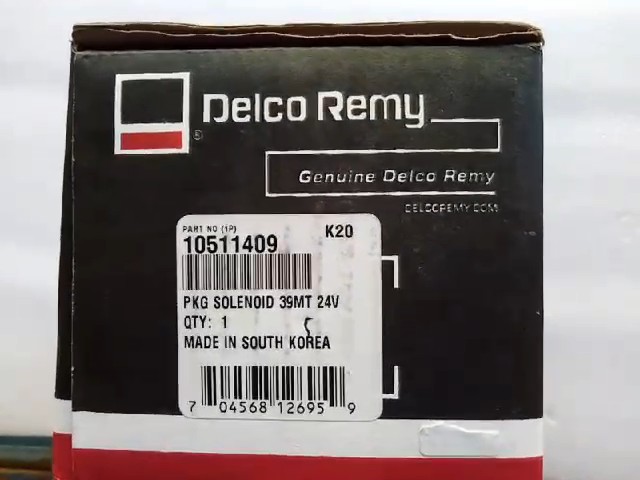 Delco Remy
®
Genuine Delco Remy
DELCOREMY.COM
PART NO (1P)
10511409
K20
PKG SOLENOID 39MT 24V
QTY: 1
MADE IN SOUTH KOREA
7 04568 12695 9